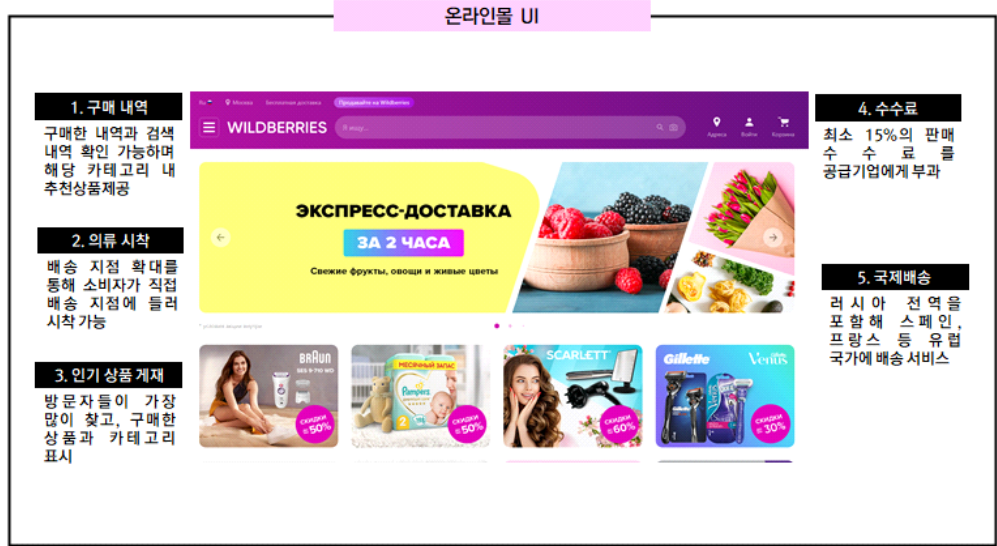 온라인몰 UI
1. 구매 내역
구매한 내역과 검색
내역 확인 가능하며
해당 카테고리 내
추천상품제공
2. 의류 시착
배송 지점 확대를
통해 소비자가 직접
배송 지점에 들러
시착 가능
3. 인기 상품 게재
방문자들이 가장
많이 찾고, 구매한
상품과 카테고리
표시
Ru
Москва
Бесплатная доставка
Продавайте на Wildberries
WILDBERRIES
Я ищу...
Адреса
Войти
Корзина
ЭКСПРЕСС-ДОСТАВКА
ЗА 2 ЧАСА
Свежие фрукты, овощи и живые цветы
* условия акции внутри
BRAUN
SES 9-710 WD
СКИДКИ
50%
МЕСЯЧНЫЙ ЗАПАС
Pampers
2
СКИДКИ
50%
SCARLETT
СКИДКИ
60%
Gillette
Venus
СКИДКИ
30%
4. 수수료
최소 15%의 판매
수 수 료 를
공급기업에게 부과
5. 국제배송
러시아 전역을
포함해 스페인,
프랑스 등 유럽
국가에 배송 서비스